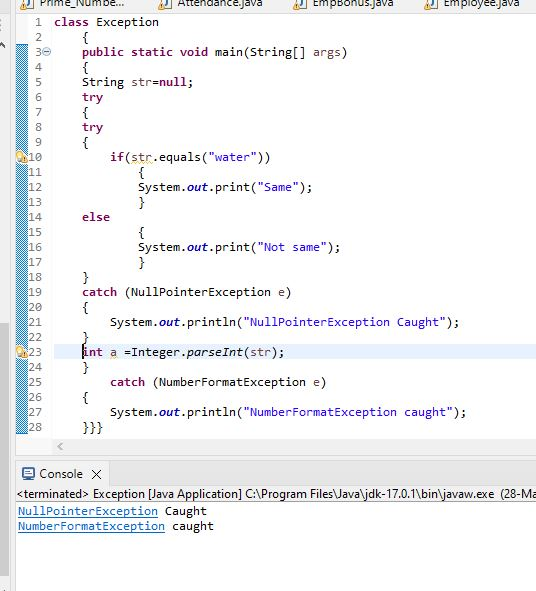 Prime_Numbe... Attendance.java EmpBonus.java Employee.java
1 class Exception
2 {
3 public static void main(String[] args)
4 {
5 String str=null;
6 try
7 {
8 try
9 {
10 if(str.equals("water"))
11 {
12 System.out.print("Same");
13 }
14 else
15 {
16 System.out.print("Not same");
17 }
18 }
19 catch (NullPointerException e)
20 {
21 System.out.println("NullPointerException Caught");
22 }
23 int a =Integer.parseInt(str);
24 }
25 catch (NumberFormatException e)
26 {
27 System.out.println("NumberFormatException caught");
28 }}}
Console
<terminated> Exception [Java Application] C:\Program Files\Java\jdk-17.0.1\bin\javaw.exe (28-Ma
NullPointerException Caught
NumberFormatException caught